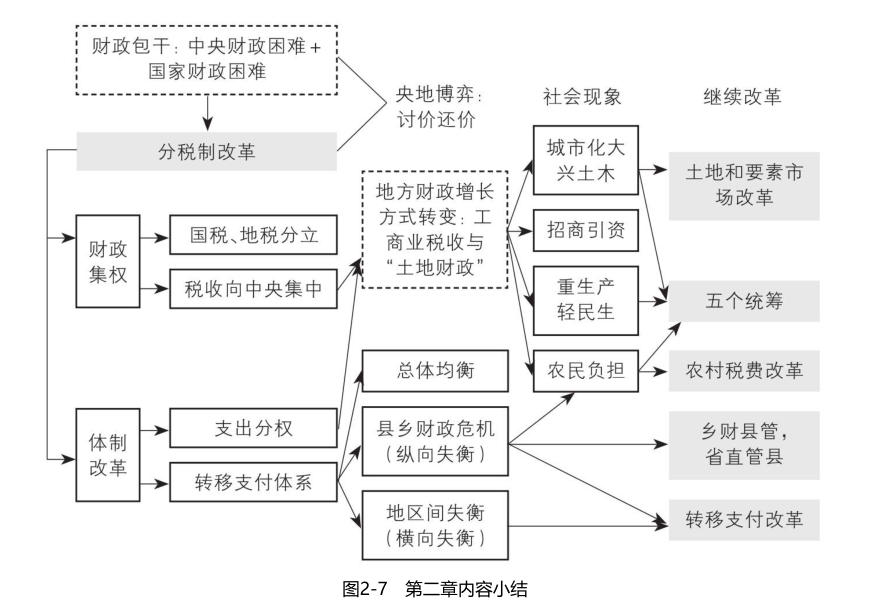 财政包干：中央财政困难+
国家财政困难
央地博弈：
讨价还价
社会现象
继续改革
分税制改革
城市化大
兴土木
土地和要素市
场改革
地方财政增长
方式转变：工
商业税收与
“土地财政”
财政
集权
国税、地税分立
税收向中央集中
招商引资
重生产
轻民生
五个统筹
总体均衡
农民负担
农村税费改革
体制
改革
支出分权
转移支付体系
县乡财政危机
（纵向失衡）
乡财县管，
省直管县
地区间失衡
（横向失衡）
转移支付改革
图2-7 第二章内容小结